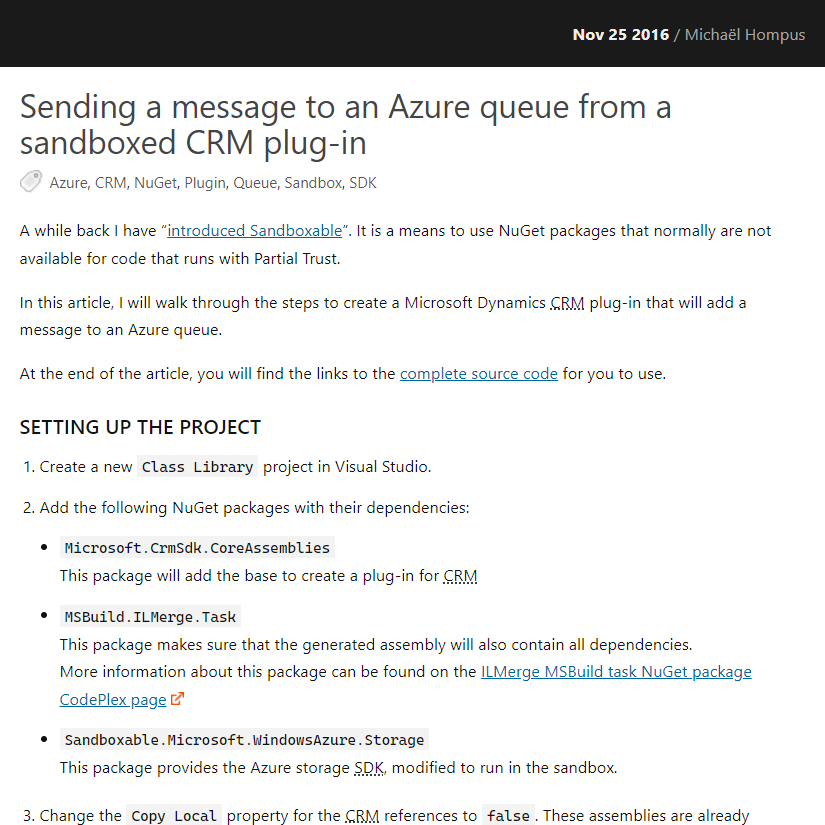 Nov 25 2016 / Michaël Hompus
Sending a message to an Azure queue from a
sandboxed CRM plug-in
Azure, CRM, NuGet, Plugin, Queue, Sandbox, SDK
A while back I have “introduced Sandboxable”. It is a means to use NuGet packages that normally are not
available for code that runs with Partial Trust.
In this article, I will walk through the steps to create a Microsoft Dynamics CRM plug-in that will add a
message to an Azure queue.
At the end of the article, you will find the links to the complete source code for you to use.
SETTING UP THE PROJECT
1. Create a new Class Library project in Visual Studio.
2. Add the following NuGet packages with their dependencies:
• Microsoft.CrmSdk.CoreAssemblies
This package will add the base to create a plug-in for CRM
• MSBuild.ILMerge.Task
This package makes sure that the generated assembly will also contain all dependencies.
More information about this package can be found on the ILMerge MSBuild task NuGet package
CodePlex page
• Sandboxable.Microsoft.WindowsAzure.Storage
This package provides the Azure storage SDK, modified to run in the sandbox.
3. Change the Copy Local property for the CRM references to false. These assemblies are already